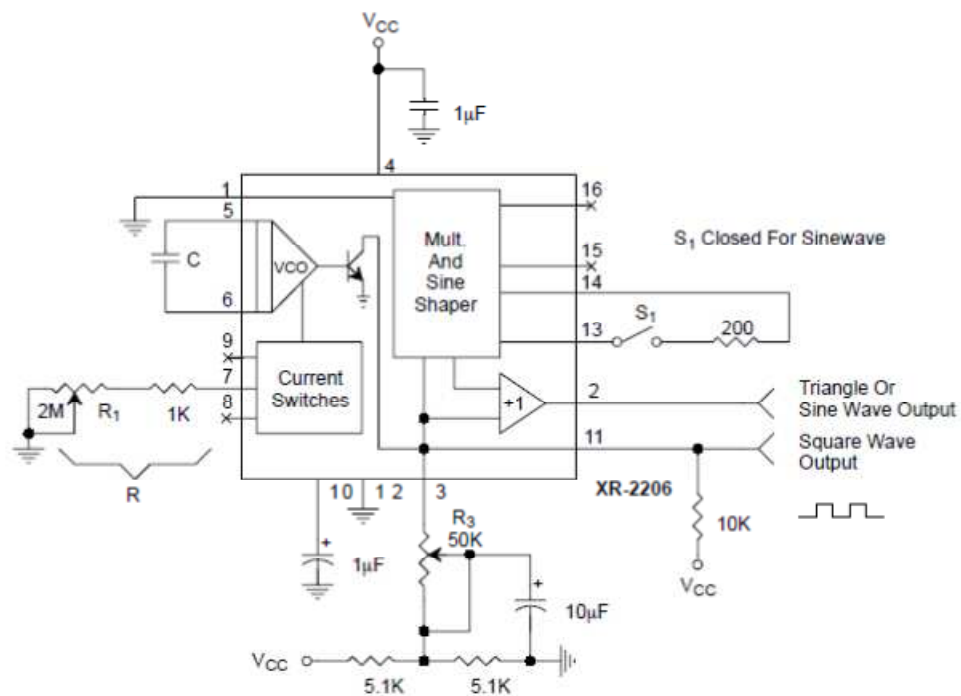 VCC
1µF
4
1
16
5
Mult.
And
Sine
Shaper
S1 Closed For Sinewave
15
C
VCO
14
6
13
S1
200
9
7
8
Current
Switches
2M
R1
1K
+1
2
Triangle Or
Sine Wave Output
11
Square Wave
Output
R
10
1 2
3
XR-2206
R3
50K
10K
1µF
10µF
VCC
VCC
5.1K
5.1K